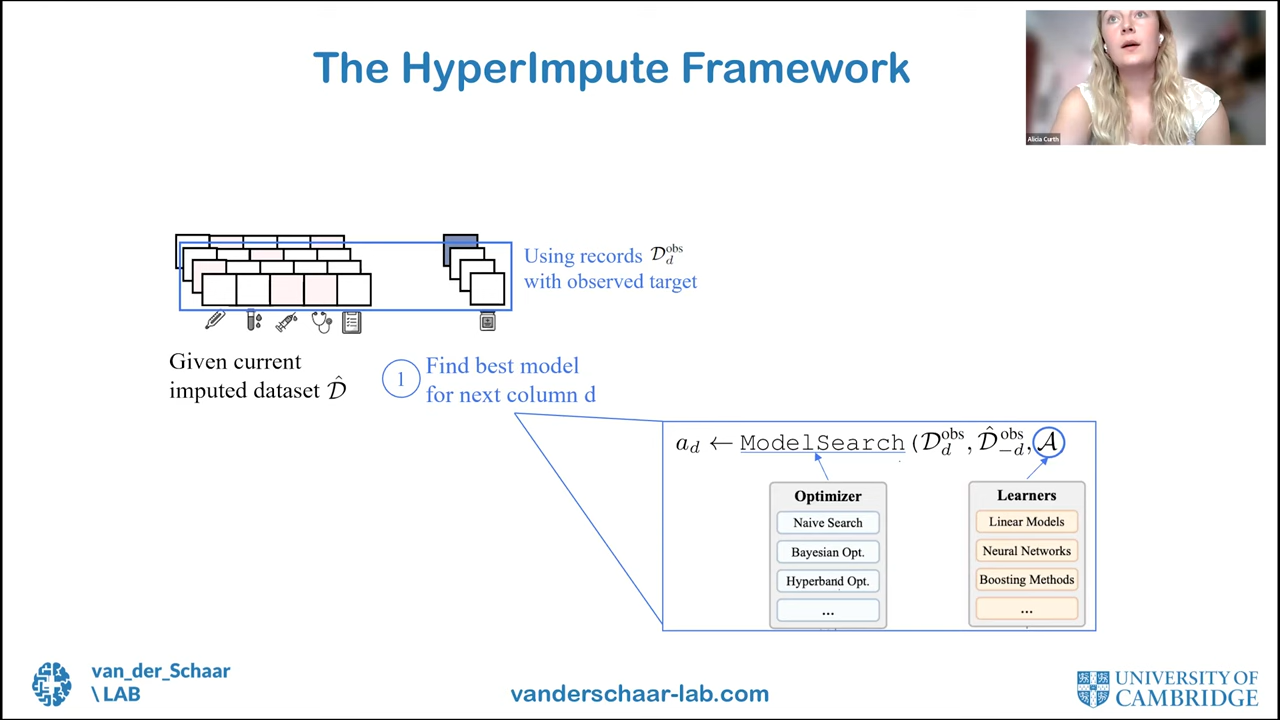 The HyperImpute Framework
Alicia Curth
Using records 𝒟_d^obs
with observed target
Given current
imputed dataset 𝒟̂
1
Find best model
for next column d
a_d ← ModelSearch(𝒟_d^obs, 𝒟̂_-d^obs, 𝒜
Optimizer
Naive Search
Bayesian Opt.
Hyperband Opt.
...
Learners
Linear Models
Neural Networks
Boosting Methods
...
van_der_Schaar
\ LAB
vanderschaar-lab.com
UNIVERSITY OF
CAMBRIDGE